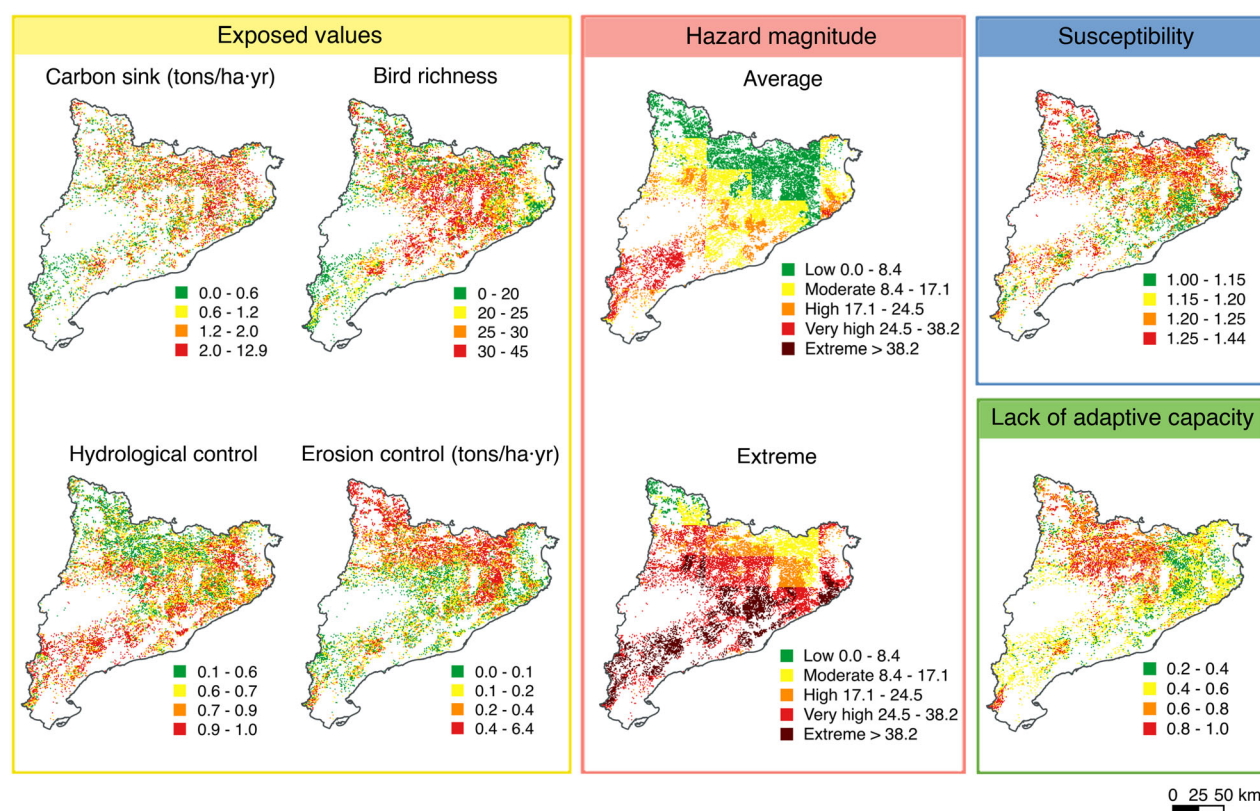 Exposed values
Carbon sink (tons/ha·yr)
0.0 - 0.6
0.6 - 1.2
1.2 - 2.0
2.0 - 12.9
Bird richness
0 - 20
20 - 25
25 - 30
30 - 45
Hydrological control
0.1 - 0.6
0.6 - 0.7
0.7 - 0.9
0.9 - 1.0
Erosion control (tons/ha·yr)
0.0 - 0.1
0.1 - 0.2
0.2 - 0.4
0.4 - 6.4
Hazard magnitude
Average
Low 0.0 - 8.4
Moderate 8.4 - 17.1
High 17.1 - 24.5
Very high 24.5 - 38.2
Extreme > 38.2
Extreme
Low 0.0 - 8.4
Moderate 8.4 - 17.1
High 17.1 - 24.5
Very high 24.5 - 38.2
Extreme > 38.2
Susceptibility
1.00 - 1.15
1.15 - 1.20
1.20 - 1.25
1.25 - 1.44
Lack of adaptive capacity
0.2 - 0.4
0.4 - 0.6
0.6 - 0.8
0.8 - 1.0
0 25 50 km